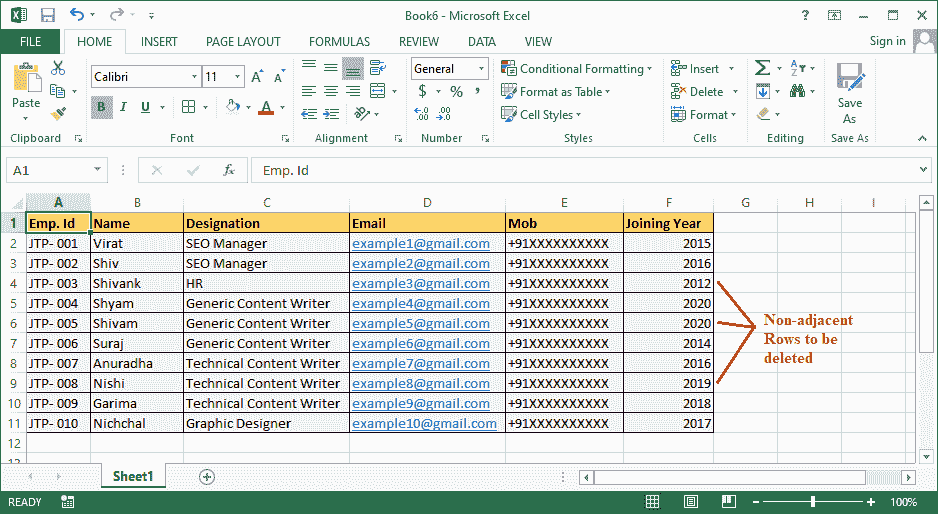 Book6 - Microsoft Excel
?
FILE HOME INSERT PAGE LAYOUT FORMULAS REVIEW DATA VIEW Sign in
Paste
Calibri 11 A A
B I U A
General
$ % ,
.00 .0
Conditional Formatting
Format as Table
Cell Styles
Insert
Delete
Format
Σ A Z
Save
As
Clipboard Font Alignment Number Styles Cells Editing Save As
A1 fx Emp. Id
A B C D E F G H I
1 Emp. Id Name Designation Email Mob Joining Year
2 JTP- 001 Virat SEO Manager example1@gmail.com +91XXXXXXXXXX 2015
3 JTP- 002 Shiv SEO Manager example2@gmail.com +91XXXXXXXXXX 2016
4 JTP- 003 Shivank HR example3@gmail.com +91XXXXXXXXXX 2012
5 JTP- 004 Shyam Generic Content Writer example4@gmail.com +91XXXXXXXXXX 2020
6 JTP- 005 Shivam Generic Content Writer example5@gmail.com +91XXXXXXXXXX 2020
7 JTP- 006 Suraj Generic Content Writer example6@gmail.com +91XXXXXXXXXX 2014
8 JTP- 007 Anuradha Technical Content Writer example7@gmail.com +91XXXXXXXXXX 2016
9 JTP- 008 Nishi Technical Content Writer example8@gmail.com +91XXXXXXXXXX 2019
10 JTP- 009 Garima Technical Content Writer example9@gmail.com +91XXXXXXXXXX 2018
11 JTP- 010 Nichchal Graphic Designer example10@gmail.com +91XXXXXXXXXX 2017
12
Non-adjacent
Rows to be
deleted
Sheet1
READY 100%